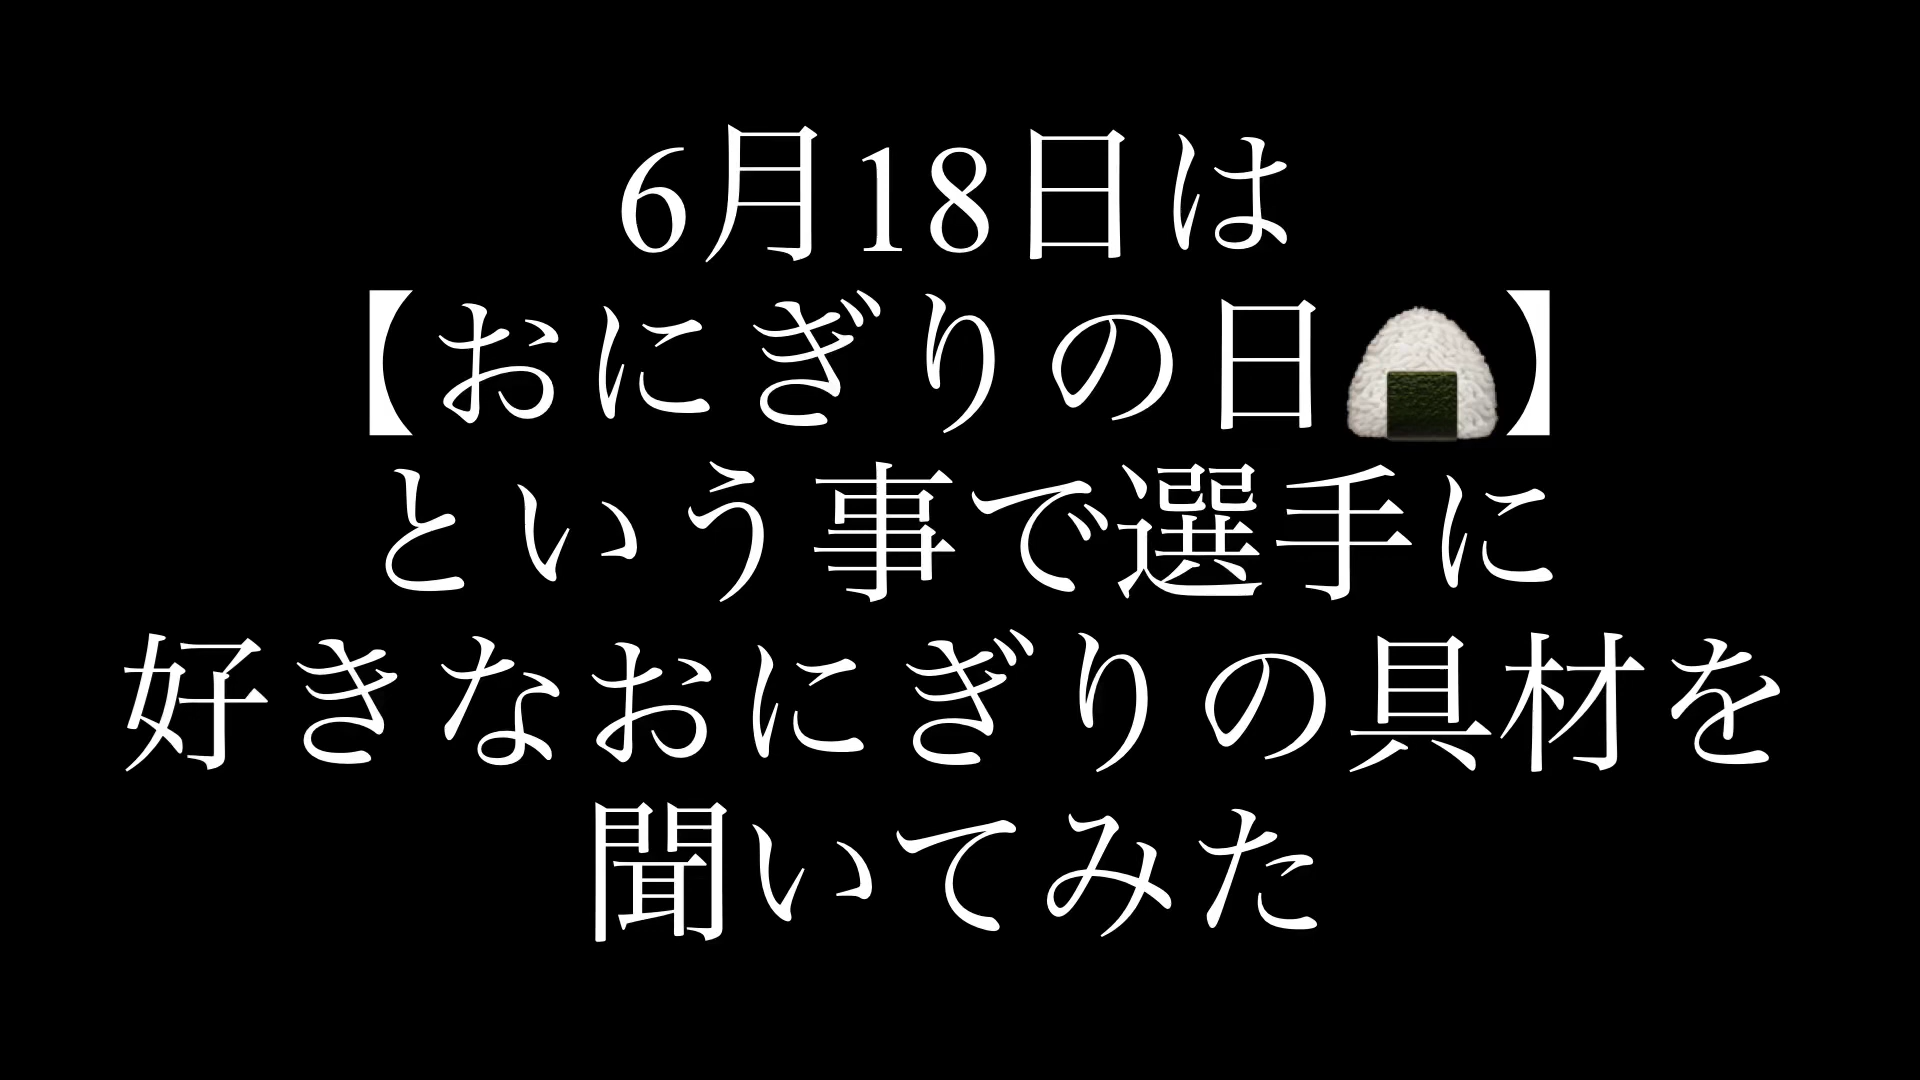 6月18日は
【おにぎりの日🍙】
という事で選手に
好きなおにぎりの具材を
聞いてみた